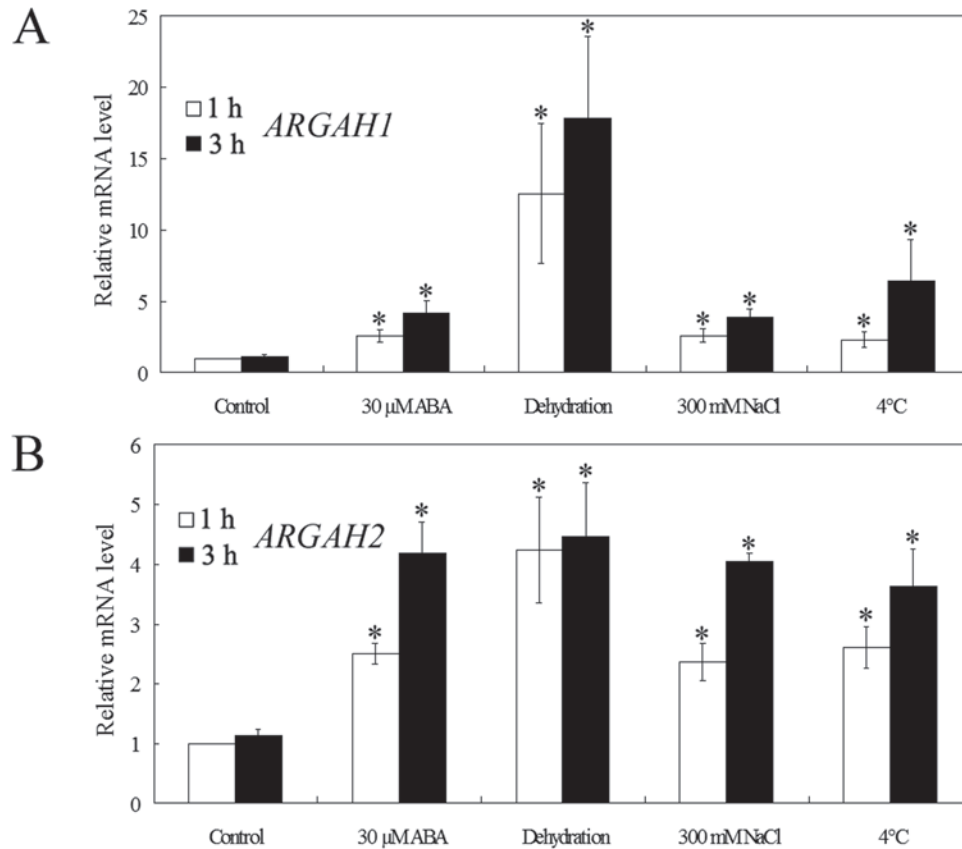 A
Relative mRNA level
25
20
15
10
5
0
1 h
3 h
ARGAH1
* * * * * * * *
Control 30 μM ABA Dehydration 300 mM NaCl 4°C
B
Relative mRNA level
6
5
4
3
2
1
0
1 h
3 h
ARGAH2
* * * * * * * *
Control 30 μM ABA Dehydration 300 mM NaCl 4°C